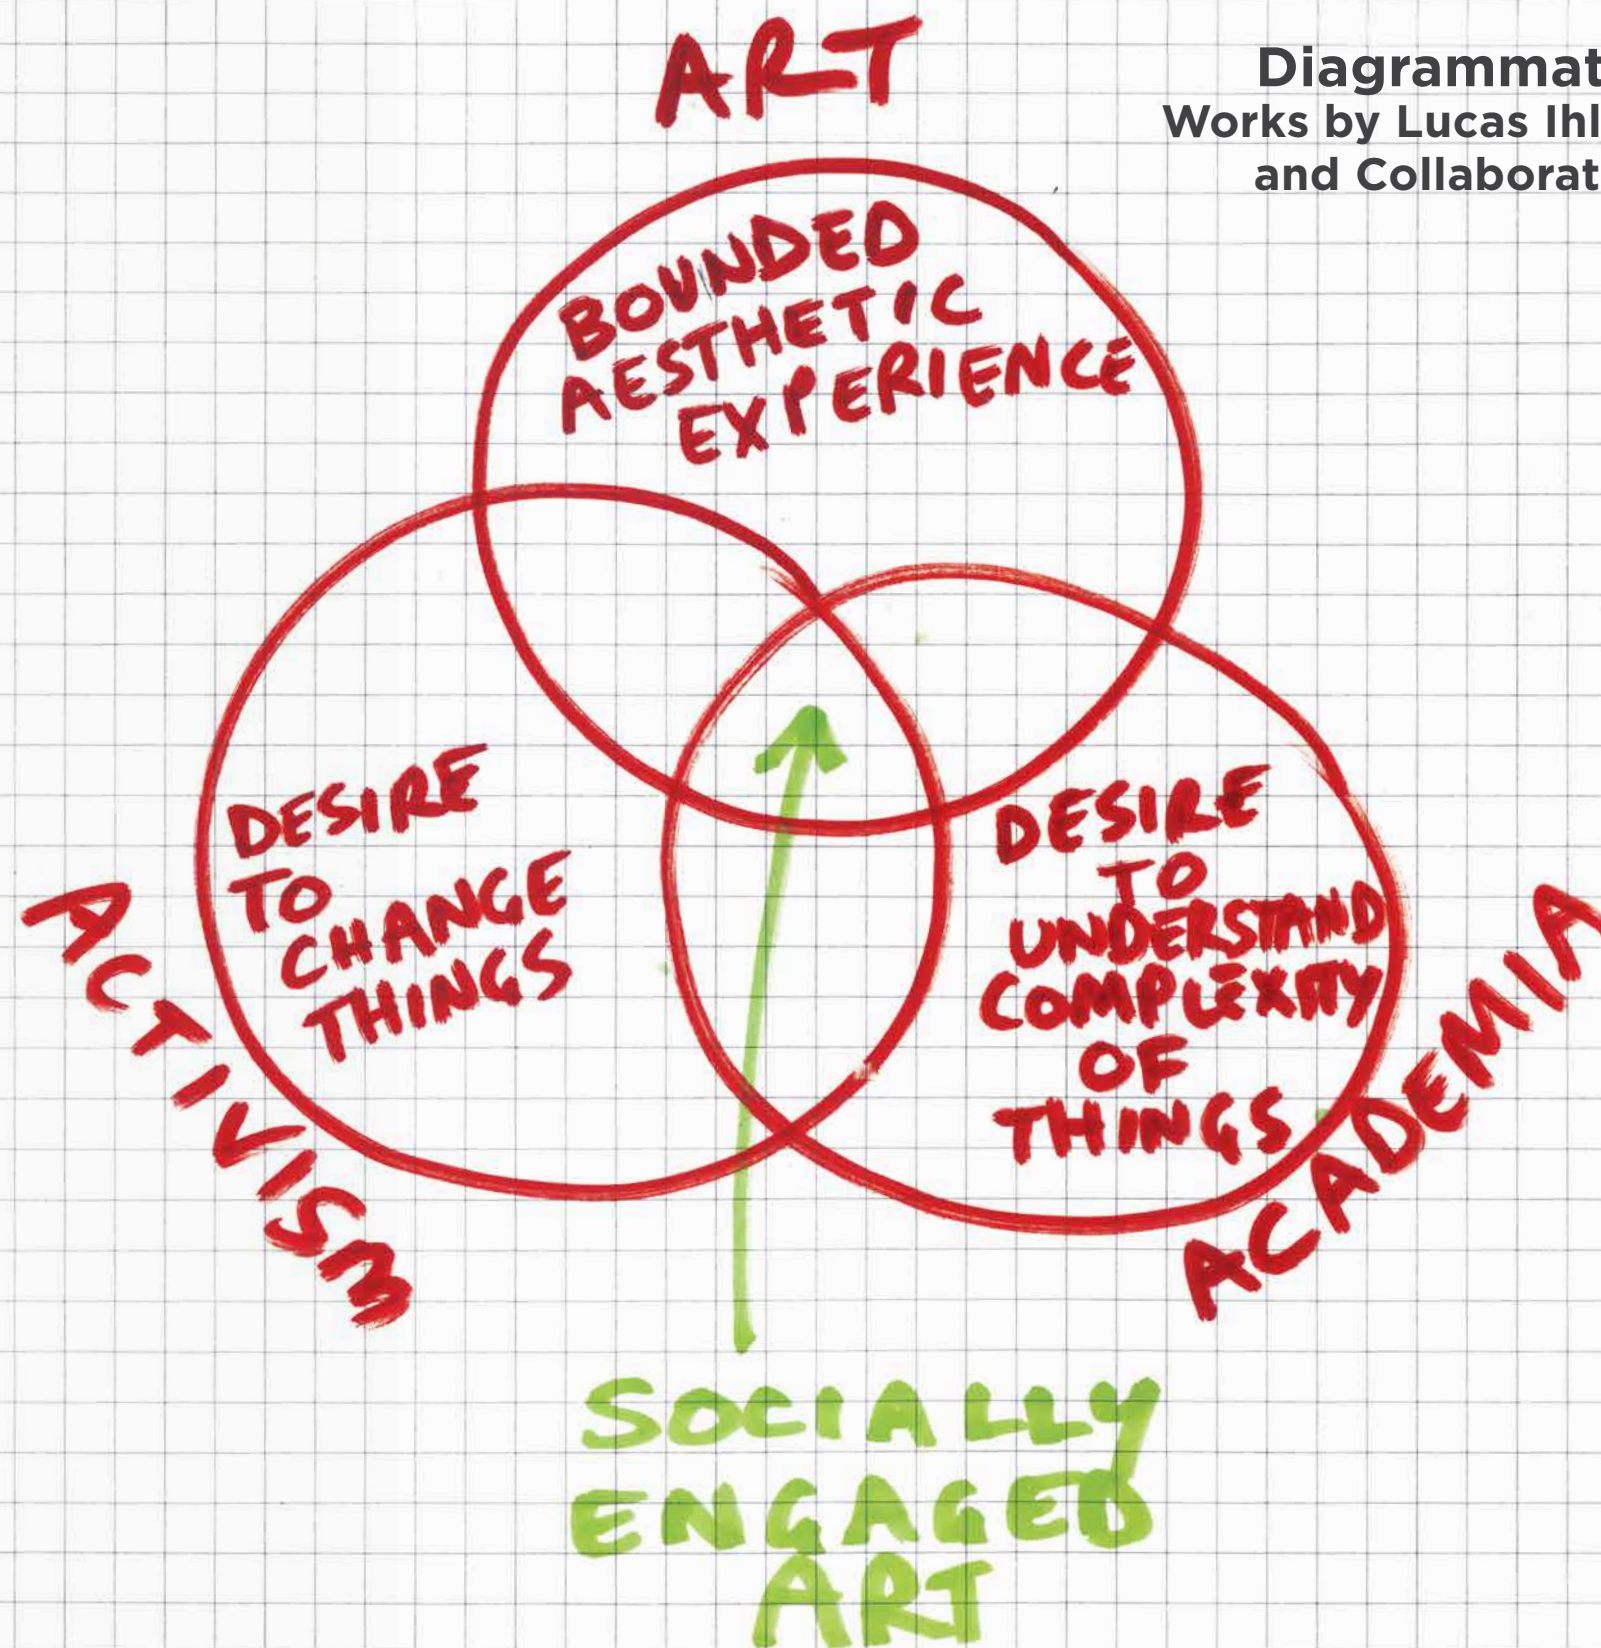 ART
Diagrammat
Works by Lucas Ihl
and Collaborat
BOUNDED
AESTHETIC
EXPERIENCE
DESIRE
TO
CHANGE
THINGS
ACTIVISM
DESIRE
TO
UNDERSTAND
COMPLEXITY
OF
THINGS
ACADEMIA
SOCIALLY
ENGAGED
ART